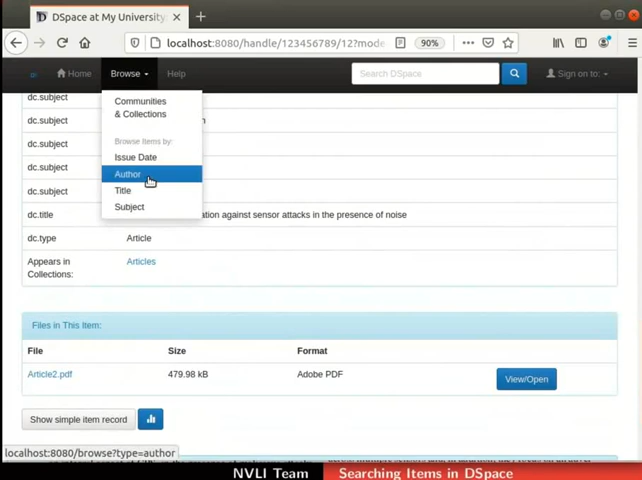 DSpace at My University
localhost:8080/handle/123456789/12?mode
90%
Home
Browse
Help
Search DSpace
Sign on to:
dc.subject
Communities
& Collections
dc.subject
n
dc.subject
Browse Items by:
Issue Date
dc.subject
Author
dc.subject
Title
Subject
dc.title
ation against sensor attacks in the presence of noise
dc.type
Article
Appears in
Collections:
Articles
Files in This Item:
File
Size
Format
Article2.pdf
479.98 kB
Adobe PDF
View/Open
Show simple item record
localhost:8080/browse?type=author
NVLI Team
Searching Items in DSpace